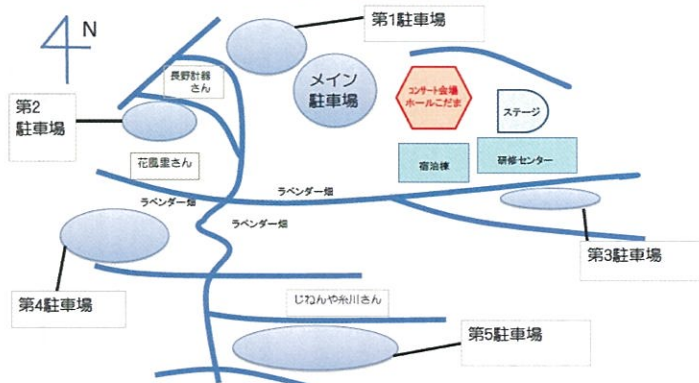 N
第1駐車場
長野計器
さん
メイン
駐車場
コンサート会場
ホールこだま
ステージ
第2
駐車場
花風里さん
宿泊棟
研修センター
ラベンダー畑
ラベンダー畑
ラベンダー畑
第3駐車場
第4駐車場
じねんや糸川さん
第5駐車場